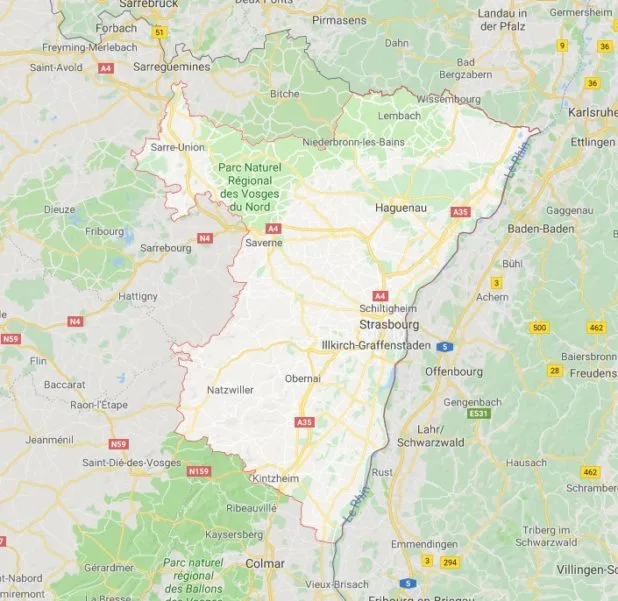 Sarrebruck
Deux-Ponts
Pirmasens
Landau in
der Pfalz
Germersheim
Forbach
51
Freyming-Merlebach
Dahn
9
36
Saint-Avold
A4
Sarreguemines
Bad
Bergzabern
36
Bitche
Wissembourg
Lembach
Karlsruhe
Sarre-Union
Niederbronn-les-Bains
Ettlingen
Le Rhin
Parc Naturel
Régional
des Vosges
du Nord
Dieuze
Haguenau
A35
Gaggenau
Fribourg
A4
Baden-Baden
N4
Sarrebourg
Saverne
Bühl
3
Hattigny
A4
Achern
Schiltigheim
N4
Strasbourg
500
462
N59
Illkirch-Graffenstaden
5
Baiersbronn
Flin
Offenburg
28
Freudens
Baccarat
Natzwiller
Obernai
Raon-l'Étape
Gengenbach
E531
A35
Lahr/
Schwarzwald
Jeanménil
N59
Saint-Dié-des-Vosges
Hausach
N159
Rust
462
Kintzheim
Schramber
Le Rhin
Ribeauville
Triberg im
Schwarzwald
Kaysersberg
Emmendingen
Gérardmer
Parc naturel
régional
des Ballons
des Vosges
Colmar
3
294
Villingen-Sc
t-Nabord
emiremont
Vieux-Brisach
5
La Bresse
Fribourg-en-Brisgau